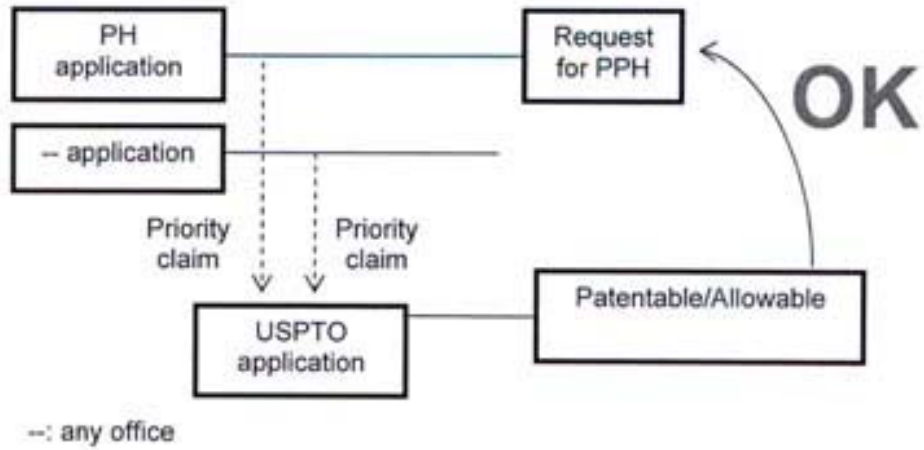 PH
application
Request
for PPH
OK
-- application
Priority
claim
Priority
claim
Patentable/Allowable
USPTO
application
--: any office